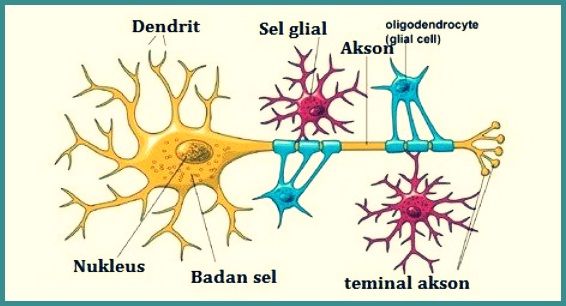 Dendrit
Sel glial
Akson
oligodendrocyte
(glial cell)
Nukleus
Badan sel
teminal akson